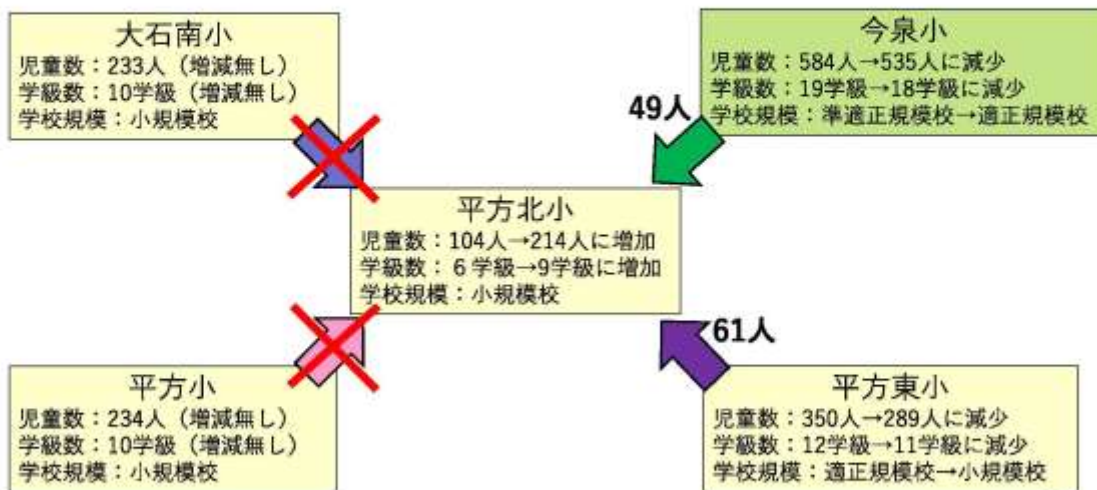 大石南小
児童数：233人（増減無し）
学級数：10学級（増減無し）
学校規模：小規模校
今泉小
児童数：584人→535人に減少
学級数：19学級→18学級に減少
学校規模：準適正規模校→適正規模校
49人
平方北小
児童数：104人→214人に増加
学級数：６学級→9学級に増加
学校規模：小規模校
61人
平方小
児童数：234人（増減無し）
学級数：10学級（増減無し）
学校規模：小規模校
平方東小
児童数：350人→289人に減少
学級数：12学級→11学級に減少
学校規模：適正規模校→小規模校